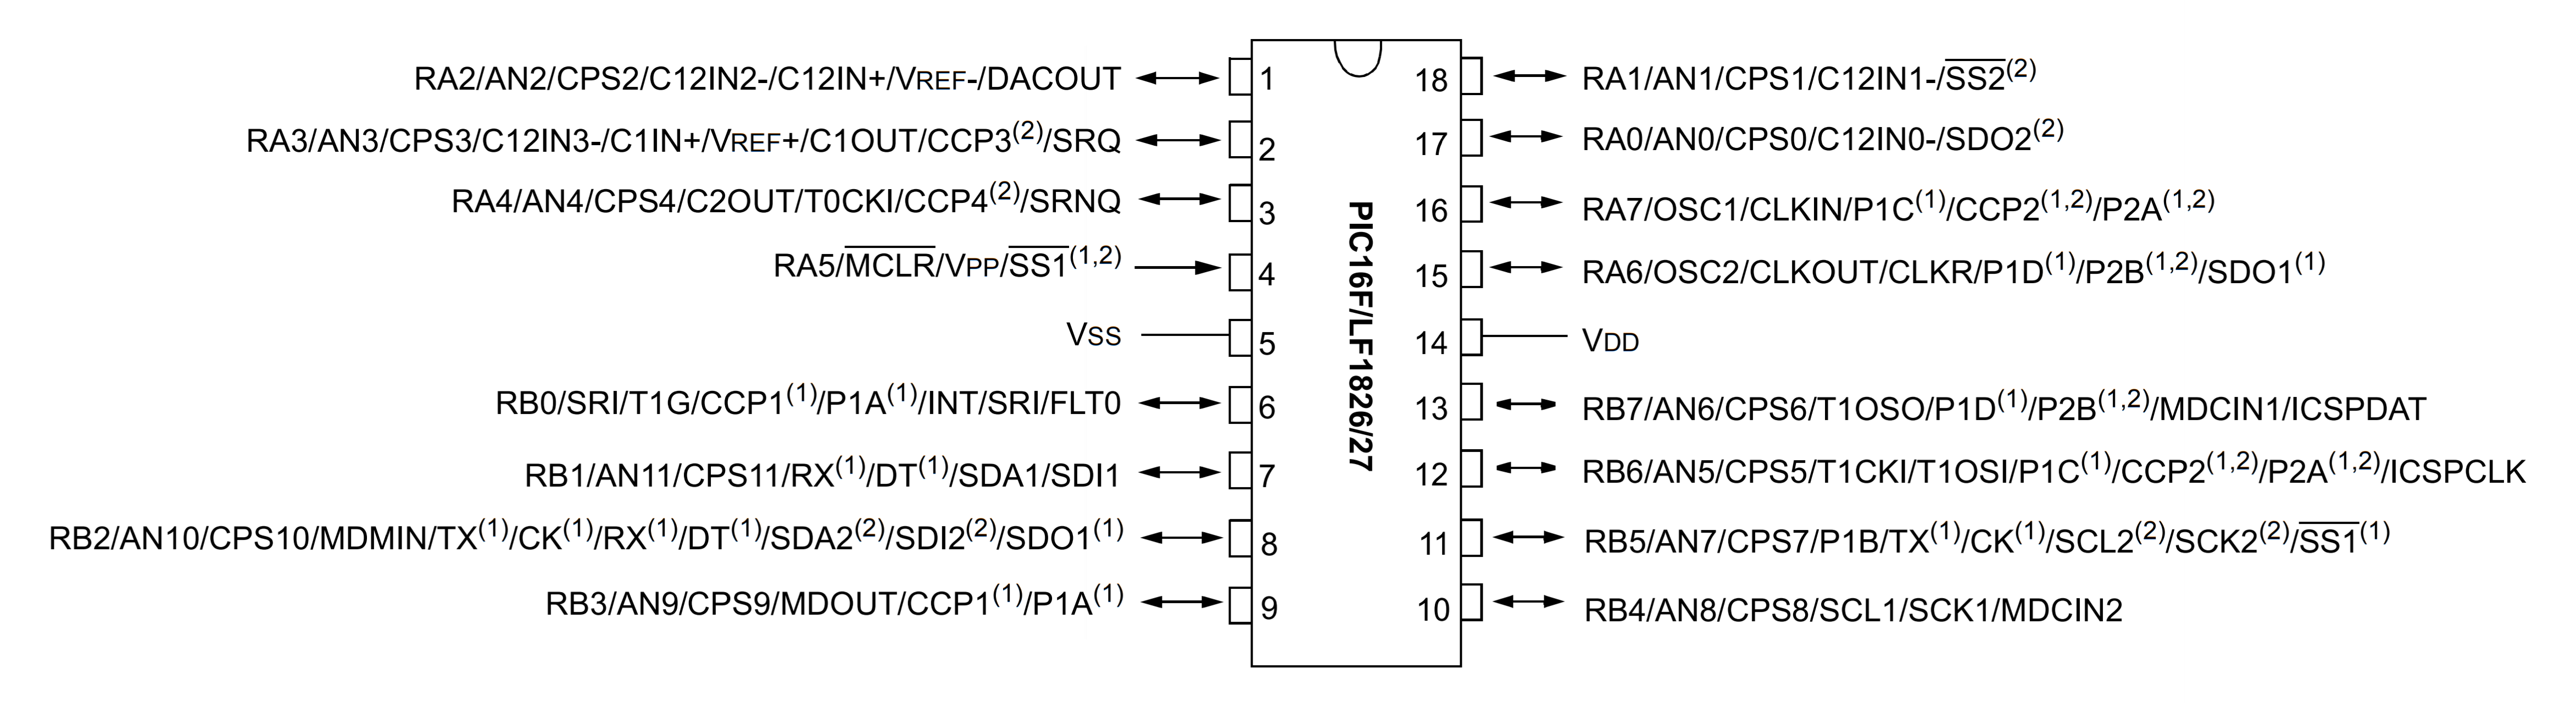 RA2/AN2/CPS2/C12IN2-/C12IN+/VREF-/DACOUT 1
RA3/AN3/CPS3/C12IN3-/C1IN+/VREF+/C1OUT/CCP3(2)/SRQ 2
RA4/AN4/CPS4/C2OUT/T0CKI/CCP4(2)/SRNQ 3
RA5/MCLR/VPP/SS1(1,2) 4
VSS 5
RB0/SRI/T1G/CCP1(1)/P1A(1)/INT/SRI/FLT0 6
RB1/AN11/CPS11/RX(1)/DT(1)/SDA1/SDI1 7
RB2/AN10/CPS10/MDMIN/TX(1)/CK(1)/RX(1)/DT(1)/SDA2(2)/SDI2(2)/SDO1(1) 8
RB3/AN9/CPS9/MDOUT/CCP1(1)/P1A(1) 9
PIC16F/LF1826/27
18 RA1/AN1/CPS1/C12IN1-/SS2(2)
17 RA0/AN0/CPS0/C12IN0-/SDO2(2)
16 RA7/OSC1/CLKIN/P1C(1)/CCP2(1,2)/P2A(1,2)
15 RA6/OSC2/CLKOUT/CLKR/P1D(1)/P2B(1,2)/SDO1(1)
14 VDD
13 RB7/AN6/CPS6/T1OSO/P1D(1)/P2B(1,2)/MDCIN1/ICSPDAT
12 RB6/AN5/CPS5/T1CKI/T1OSI/P1C(1)/CCP2(1,2)/P2A(1,2)/ICSPCLK
11 RB5/AN7/CPS7/P1B/TX(1)/CK(1)/SCL2(2)/SCK2(2)/SS1(1)
10 RB4/AN8/CPS8/SCL1/SCK1/MDCIN2